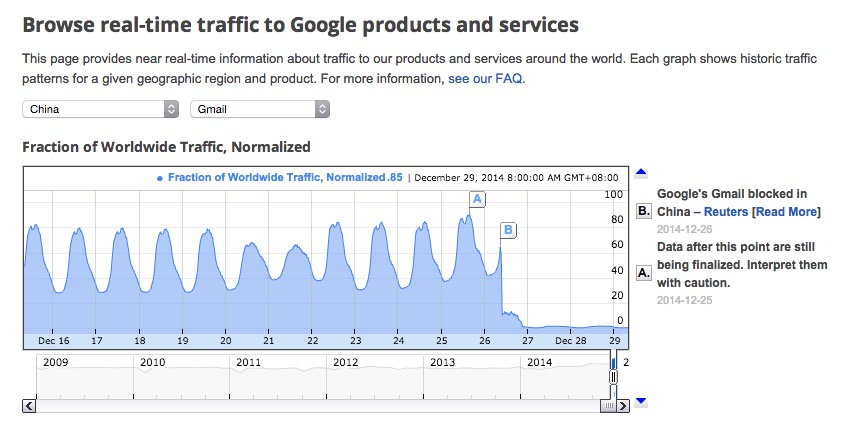 Browse real-time traffic to Google products and services
This page provides near real-time information about traffic to our products and services around the world. Each graph shows historic traffic
patterns for a given geographic region and product. For more information, see our FAQ.
China Gmail
Fraction of Worldwide Traffic, Normalized
Fraction of Worldwide Traffic, Normalized.85 | December 29, 2014 8:00:00 AM GMT+08:00
100
80
60
40
20
0
A
B
Dec 16 17 18 19 20 21 22 23 24 25 26 27 Dec 28 29
2009 2010 2011 2012 2013 2014 2
B. Google's Gmail blocked in
China – Reuters [Read More]
2014-12-26
A. Data after this point are still
being finalized. Interpret them
with caution.
2014-12-25